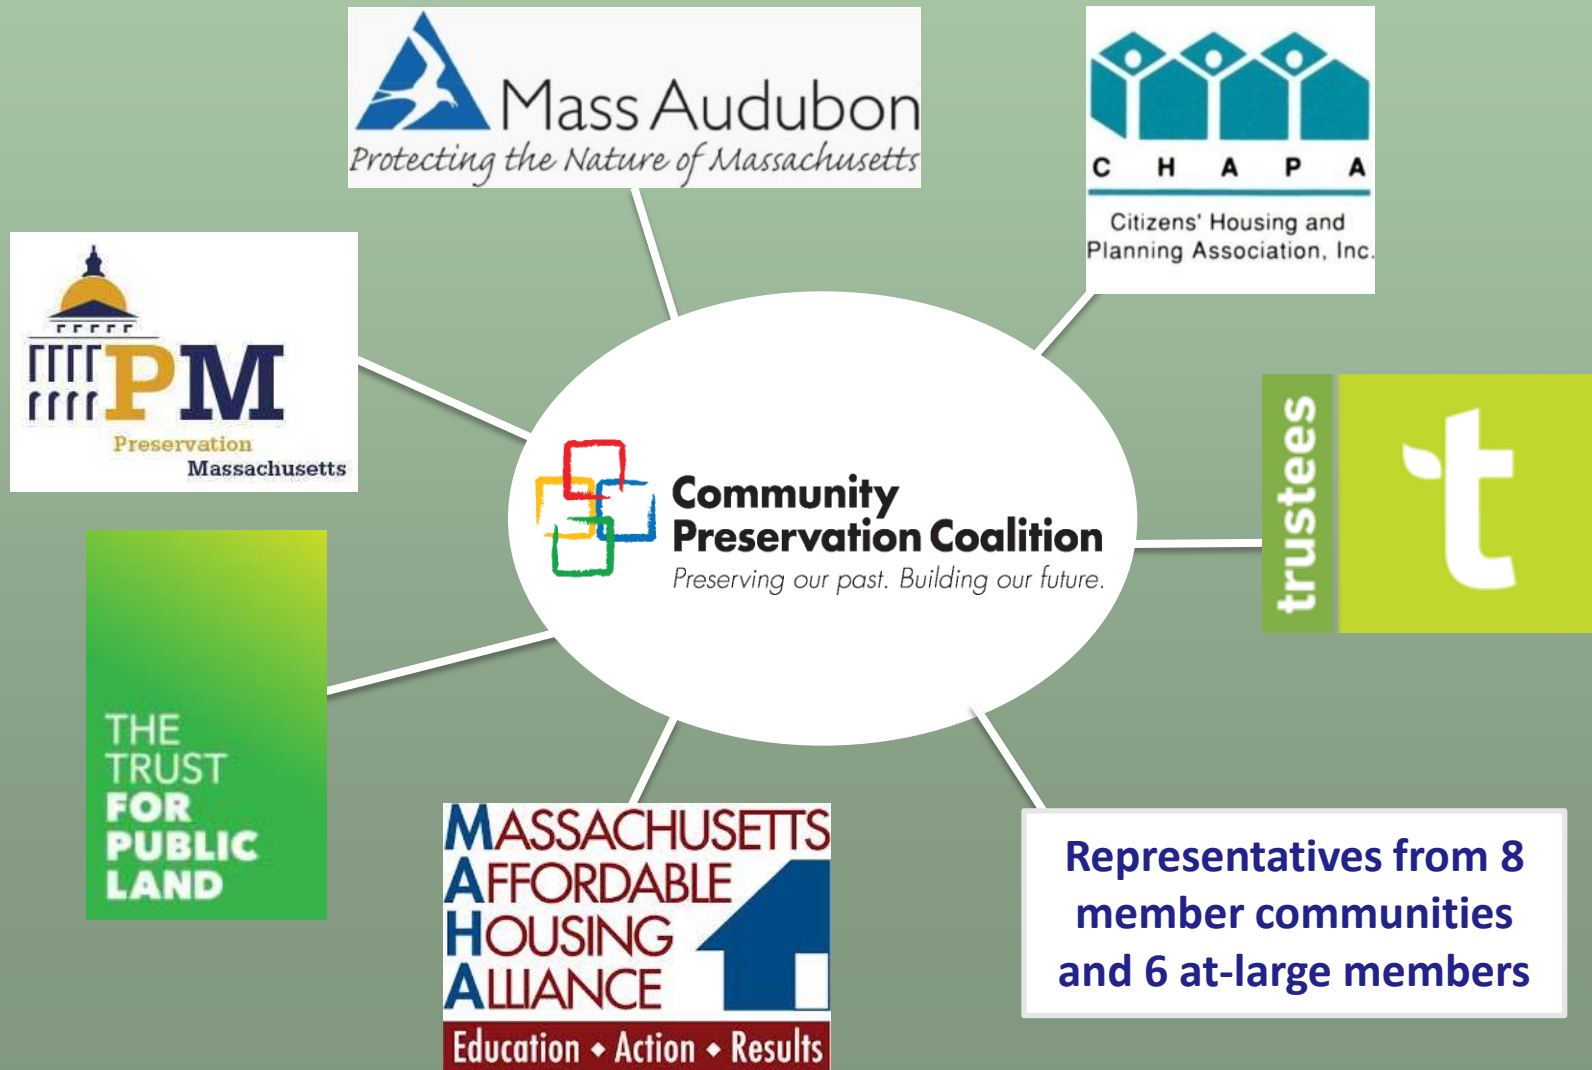 Mass Audubon
Protecting the Nature of Massachusetts
C H A P A
Citizens' Housing and
Planning Association, Inc.
PM
Preservation
Massachusetts
Community
Preservation Coalition
Preserving our past. Building our future.
trustees
t
THE
TRUST
FOR
PUBLIC
LAND
MASSACHUSETTS
AFFORDABLE
HOUSING
ALLIANCE
Education ◆ Action ◆ Results
Representatives from 8
member communities
and 6 at-large members